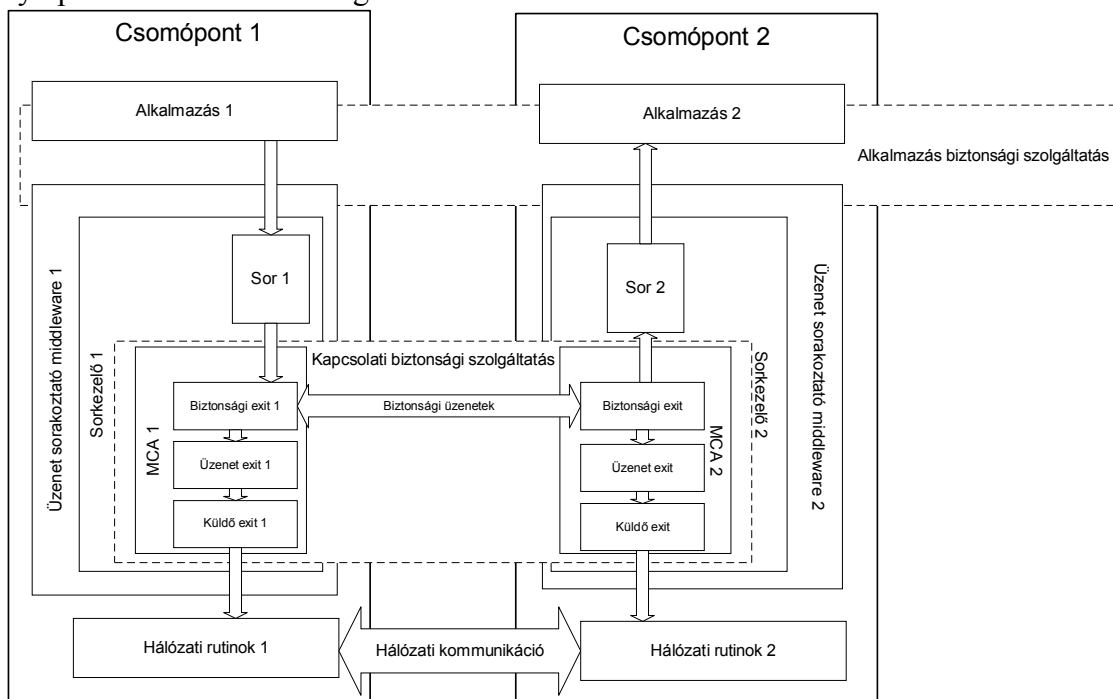 Csomópont 1
Csomópont 2
Alkalmazás 1
Alkalmazás 2
Alkalmazás biztonsági szolgáltatás
Üzenet sorakoztató middleware 1
Sorkezelő 1
Sor 1
Sor 2
Üzenet sorakoztató middleware 2
Sorkezelő 2
Kapcsolati biztonsági szolgáltatás
MCA 1
Biztonsági exit 1
Biztonsági üzenetek
Biztonsági exit
MCA 2
Üzenet exit 1
Üzenet exit
Küldő exit 1
Küldő exit
Hálózati rutinok 1
Hálózati kommunikáció
Hálózati rutinok 2